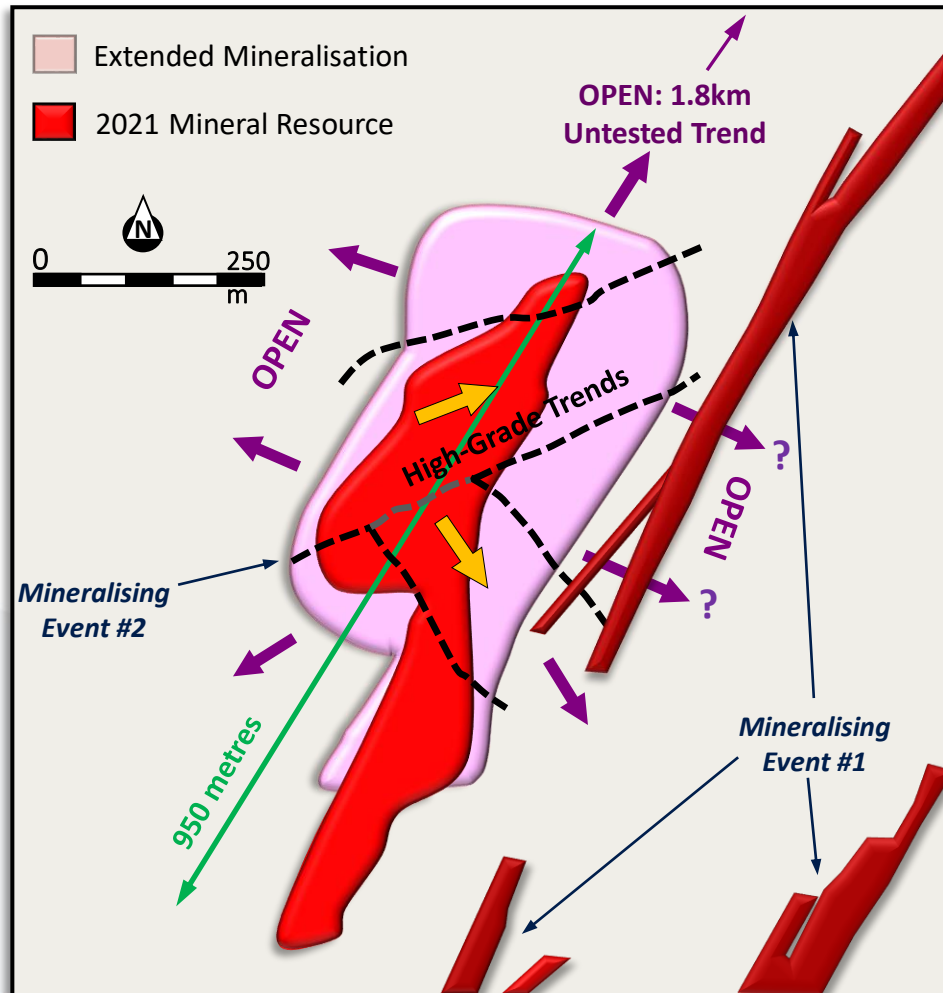 Extended Mineralisation
2021 Mineral Resource
OPEN: 1.8km
Untested Trend
N
0 250
m
OPEN
High-Grade Trends
?
OPEN
?
Mineralising
Event #2
950 metres
Mineralising
Event #1